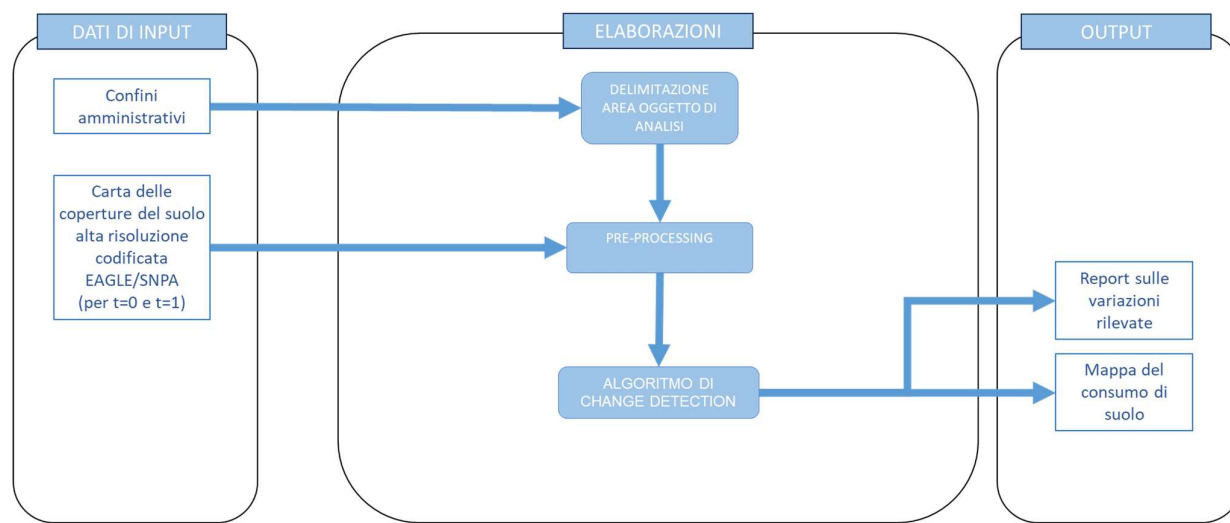 DATI DI INPUT
Confini
amministrativi
Carta delle
coperture del suolo
alta risoluzione
codificata
EAGLE/SNPA
(per t=0 e t=1)
ELABORAZIONI
DELIMITAZIONE
AREA OGGETTO DI
ANALISI
PRE-PROCESSING
ALGORITMO DI
CHANGE DETECTION
OUTPUT
Report sulle
variazioni
rilevate
Mappa del
consumo di
suolo